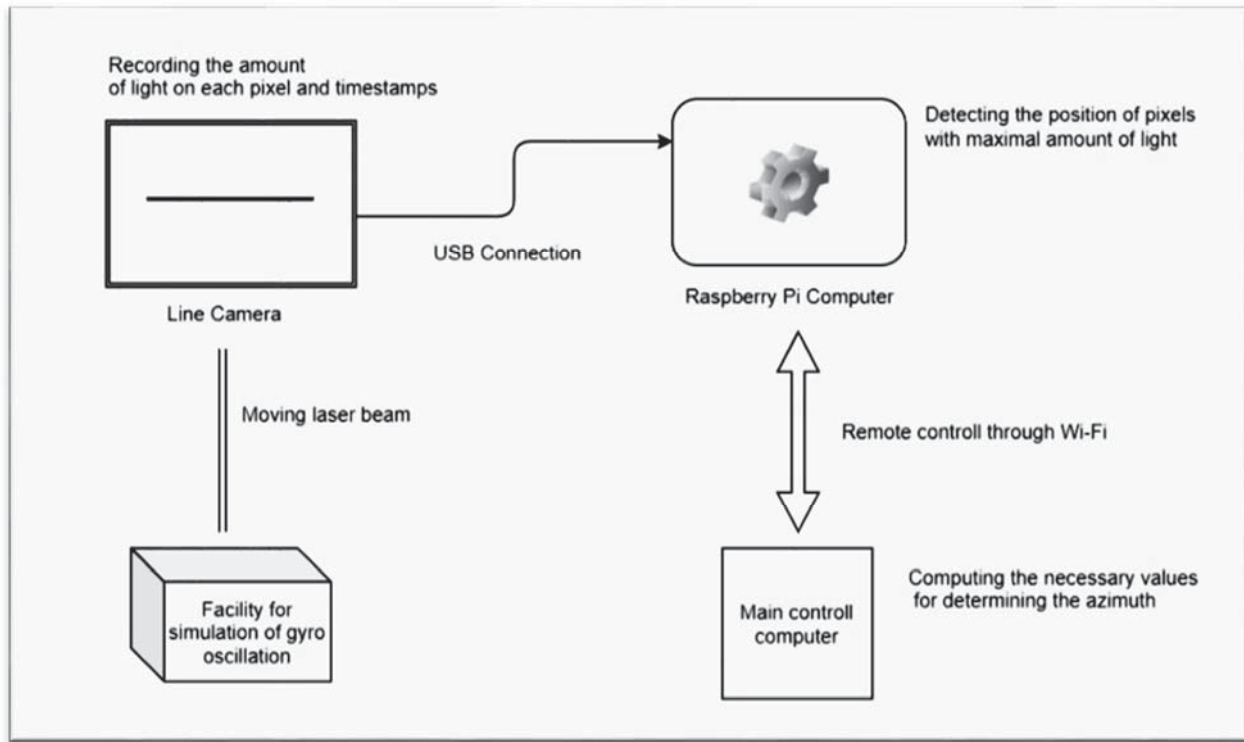 Recording the amount
of light on each pixel and timestamps
Line Camera
USB Connection
Detecting the position of pixels
with maximal amount of light
Raspberry Pi Computer
Moving laser beam
Remote controll through Wi-Fi
Facility for
simulation of gyro
oscillation
Main controll
computer
Computing the necessary values
for determining the azimuth